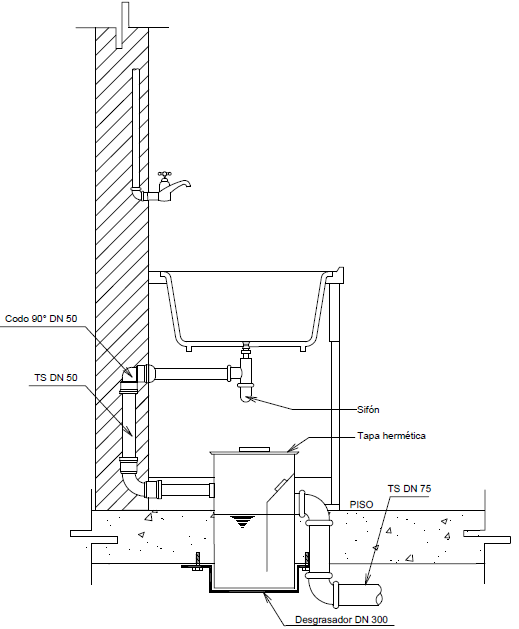 Codo 90° DN 50
TS DN 50
Sifón
Tapa hermética
TS DN 75
PISO
Desgrasador DN 300